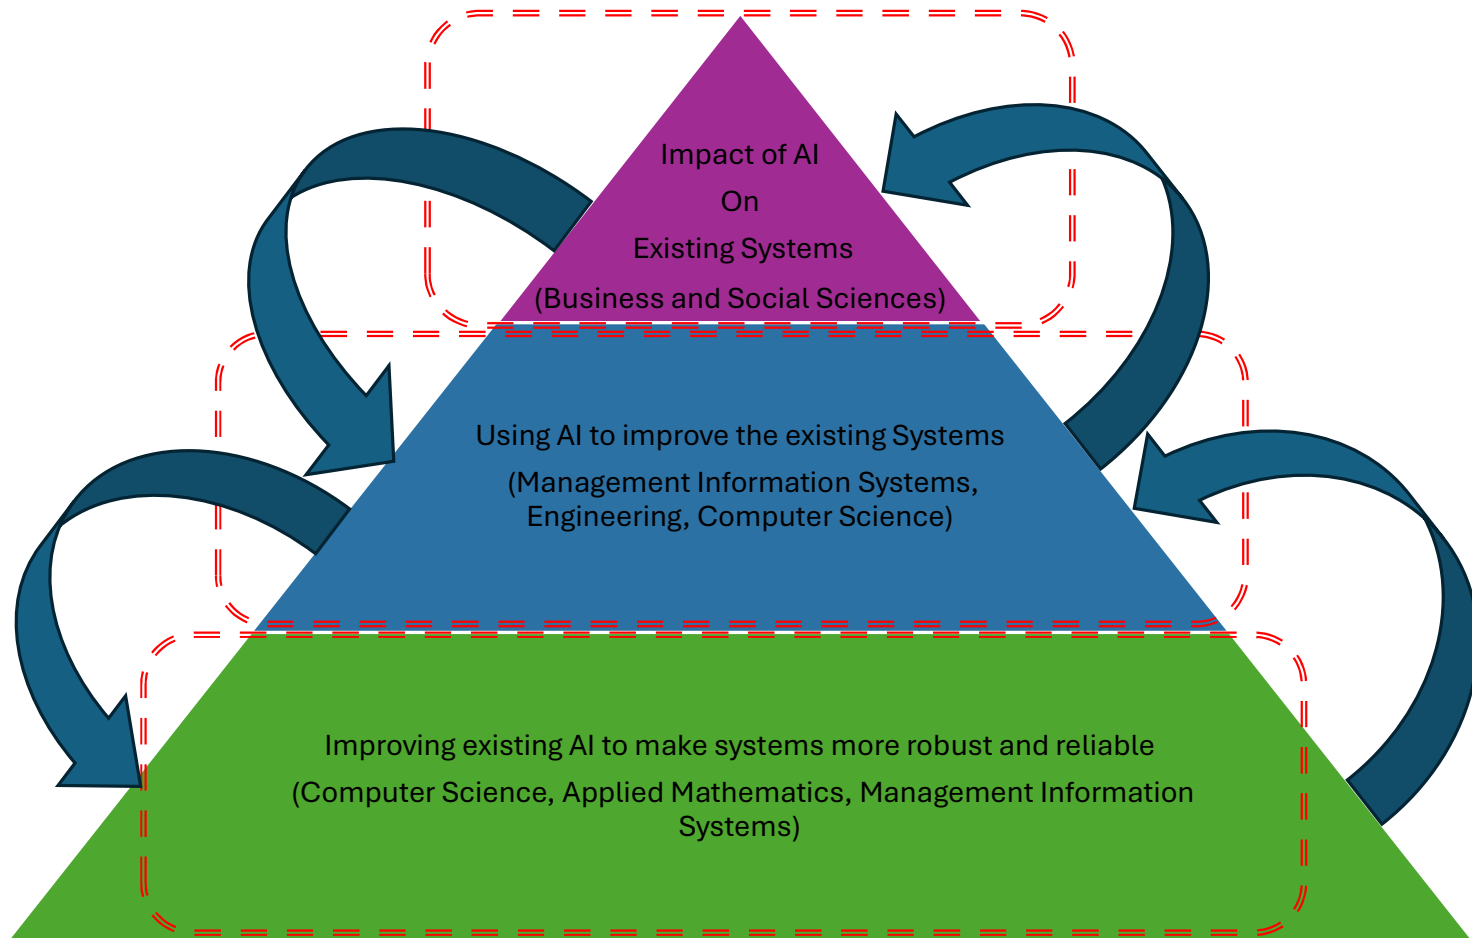 Impact of AI
On
Existing Systems
(Business and Social Sciences)
Using AI to improve the existing Systems
(Management Information Systems,
Engineering, Computer Science)
Improving existing AI to make systems more robust and reliable
(Computer Science, Applied Mathematics, Management Information
Systems)